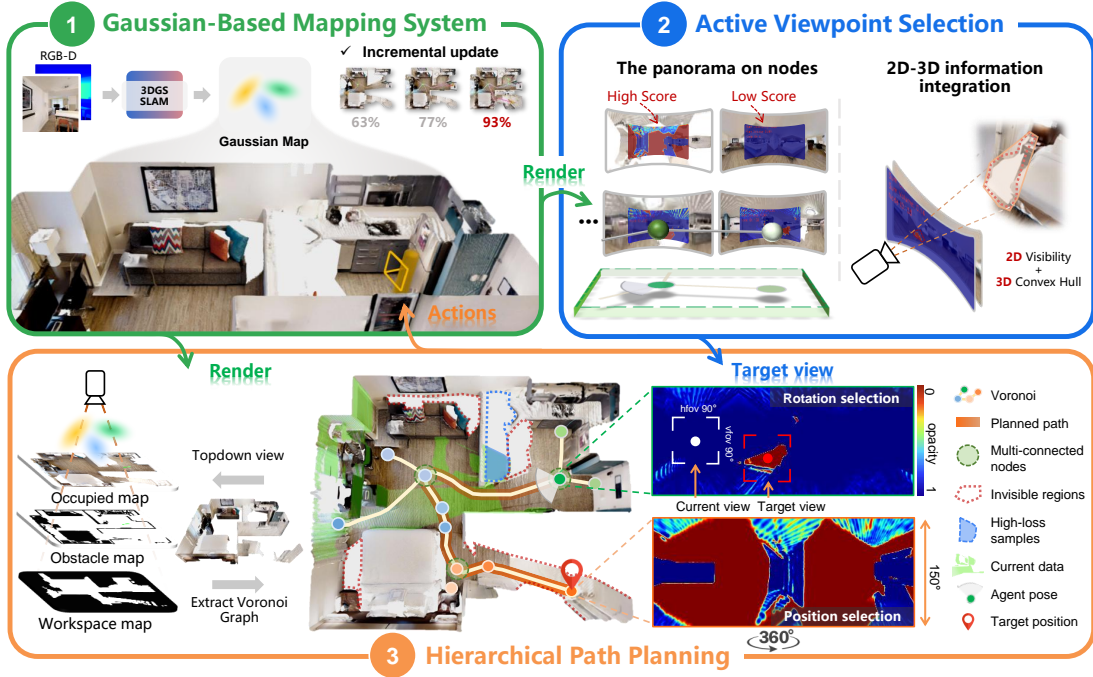 1 Gaussian-Based Mapping System
RGB-D
3DGS
SLAM
Gaussian Map
✓ Incremental update
63% 77% 93%
Render
Actions
2 Active Viewpoint Selection
The panorama on nodes
High Score Low Score
...
2D-3D information
integration
2D Visibility
+
3D Convex Hull
Render
Topdown view
Occupied map
Obstacle map
Extract Voronoi
Graph
Workspace map
Target view
Rotation selection
hfov 90°
vfov 90°
0
opacity
1
Current view Target view
Position selection
150°
360°
Voronoi
Planned path
Multi-connected
nodes
Invisible regions
High-loss
samples
Current data
Agent pose
Target position
3 Hierarchical Path Planning